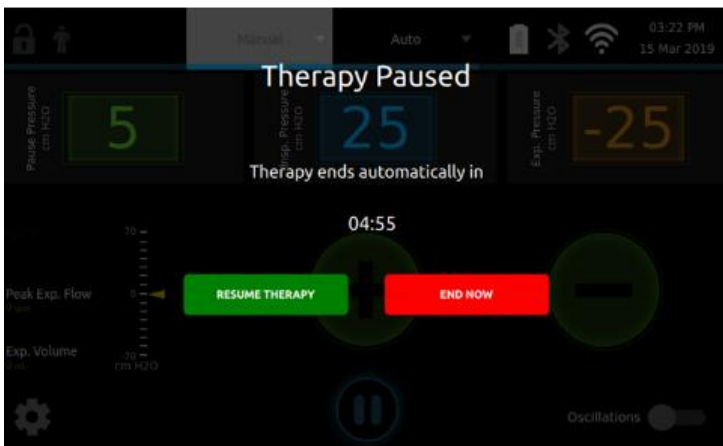 Manual
Auto
03:22 PM
15 Mar 2019
Therapy Paused
Pause Pressure
cm H2O
5
Insp. Pressure
cm H2O
25
Exp. Pressure
cm H2O
-25
Therapy ends automatically in
04:55
70
Peak Exp. Flow
0
RESUME THERAPY
END NOW
Exp. Volume
-70
cm H2O
Oscillations